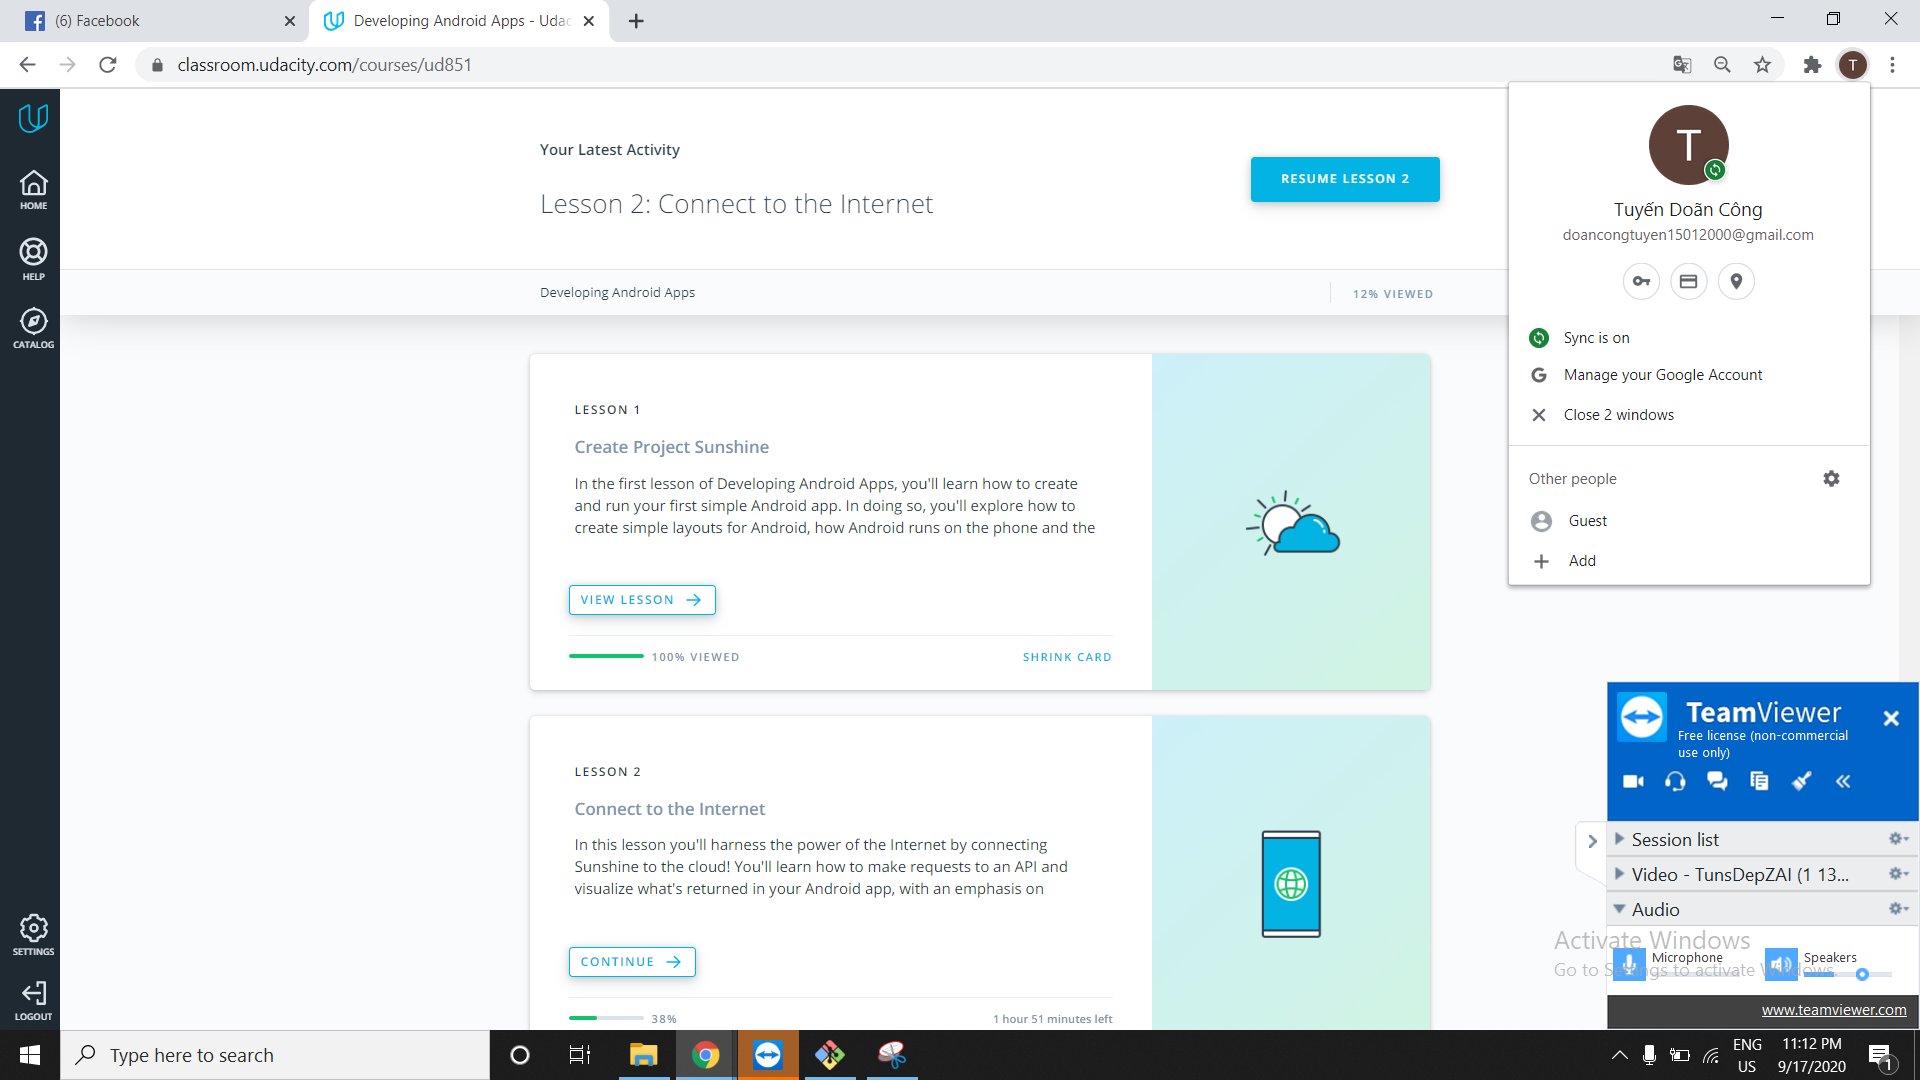 (6) Facebook
Developing Android Apps - Udac
classroom.udacity.com/courses/ud851
T
HOME
HELP
CATALOG
SETTINGS
LOGOUT
Your Latest Activity
Lesson 2: Connect to the Internet
RESUME LESSON 2
Developing Android Apps
12% VIEWED
LESSON 1
Create Project Sunshine
In the first lesson of Developing Android Apps, you'll learn how to create
and run your first simple Android app. In doing so, you'll explore how to
create simple layouts for Android, how Android runs on the phone and the
VIEW LESSON
100% VIEWED
SHRINK CARD
LESSON 2
Connect to the Internet
In this lesson you'll harness the power of the Internet by connecting
Sunshine to the cloud! You'll learn how to make requests to an API and
visualize what's returned in your Android app, with an emphasis on
CONTINUE
38%
1 hour 51 minutes left
T
Tuyến Doãn Công
doancongtuyen15012000@gmail.com
Sync is on
Manage your Google Account
Close 2 windows
Other people
Guest
Add
TeamViewer
Free license (non-commercial
use only)
Session list
Video - TunsDepZAI (1 13...
Audio
Microphone
Speakers
Activate Windows
Go to Settings to activate Windows.
www.teamviewer.com
Type here to search
ENG
US
11:12 PM
9/17/2020
1